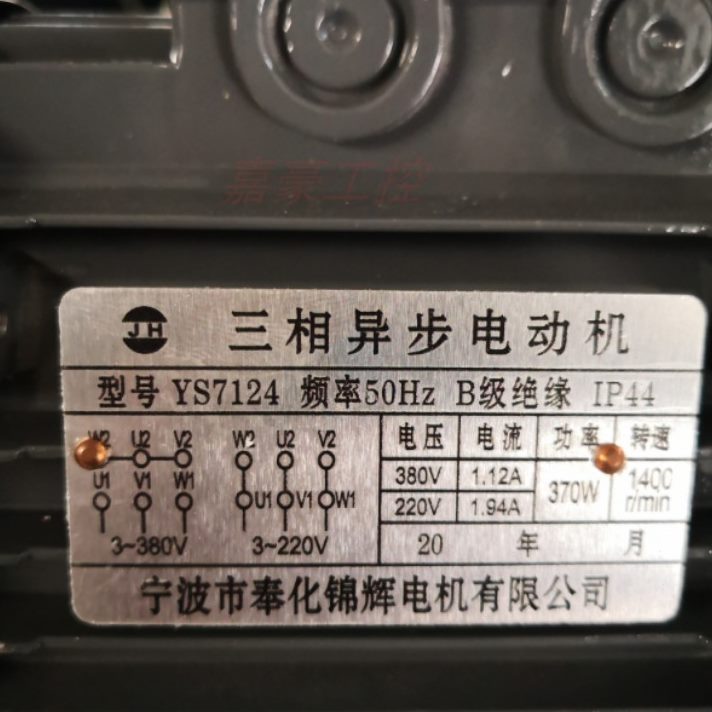 嘉豪工控
JH 三相异步电动机
型号 YS7124 频率50Hz B级绝缘 IP44
W2 U2 V2 W2 U2 V2 电压 电流 功率 转速
U1 V1 W1 U1 V1 W1 380V 1.12A 370W 1400 r/min
220V 1.94A
3~380V 3~220V 20 年 月
宁波市奉化锦辉电机有限公司